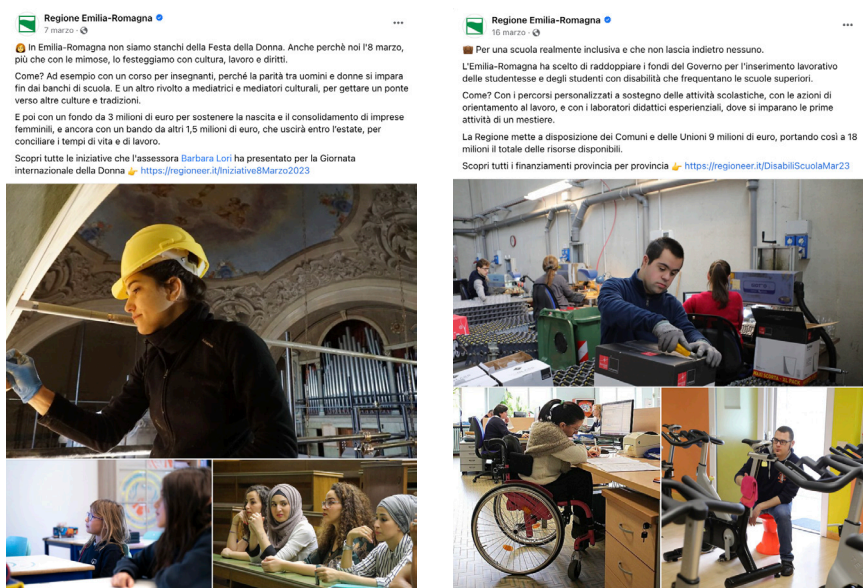 Regione Emilia-Romagna
7 marzo ·
In Emilia-Romagna non siamo stanchi della Festa della Donna. Anche perchè noi l'8 marzo,
più che con le mimose, lo festeggiamo con cultura, lavoro e diritti.
Come? Ad esempio con un corso per insegnanti, perché la parità tra uomini e donne si impara
fin dai banchi di scuola. E un altro rivolto a mediatrici e mediatori culturali, per gettare un ponte
verso altre culture e tradizioni.
E poi con un fondo da 3 milioni di euro per sostenere la nascita e il consolidamento di imprese
femminili, e ancora con un bando da altri 1,5 milioni di euro, che uscirà entro l'estate, per
conciliare i tempi di vita e di lavoro.
Scopri tutte le iniziative che l'assessora Barbara Lori ha presentato per la Giornata
internazionale della Donna 👉 https://regioneer.it/Iniziative8Marzo2023
Regione Emilia-Romagna
16 marzo ·
💼 Per una scuola realmente inclusiva e che non lascia indietro nessuno.
L'Emilia-Romagna ha scelto di raddoppiare i fondi del Governo per l'inserimento lavorativo
delle studentesse e degli studenti con disabilità che frequentano le scuole superiori.
Come? Con i percorsi personalizzati a sostegno delle attività scolastiche, con le azioni di
orientamento al lavoro, e con i laboratori didattici esperienziali, dove si imparano le prime
attività di un mestiere.
La Regione mette a disposizione dei Comuni e delle Unioni 9 milioni di euro, portando così a 18
milioni il totale delle risorse disponibili.
Scopri tutti i finanziamenti provincia per provincia 👉 https://regioneer.it/DisabiliScuolaMar23